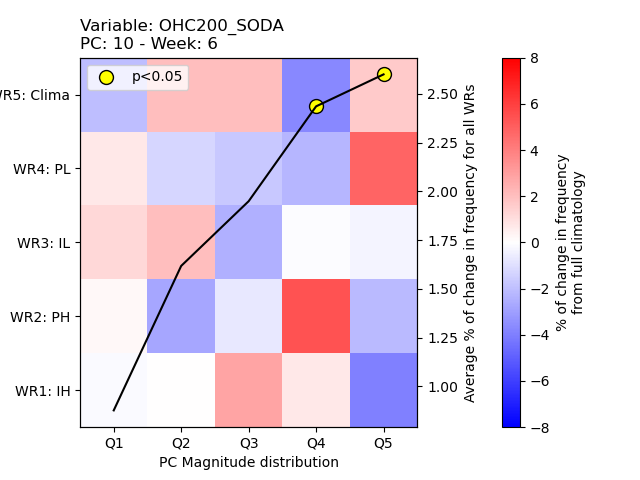 Variable: OHC200_SODA
PC: 10 - Week: 6
p<0.05
WR5: Clima
WR4: PL
WR3: IL
WR2: PH
WR1: IH
Q1
Q2
Q3
Q4
Q5
PC Magnitude distribution
2.50
2.25
2.00
1.75
1.50
1.25
1.00
Average % of change in frequency for all WRs
8
6
4
2
0
−2
−4
−6
−8
% of change in frequency
from full climatology